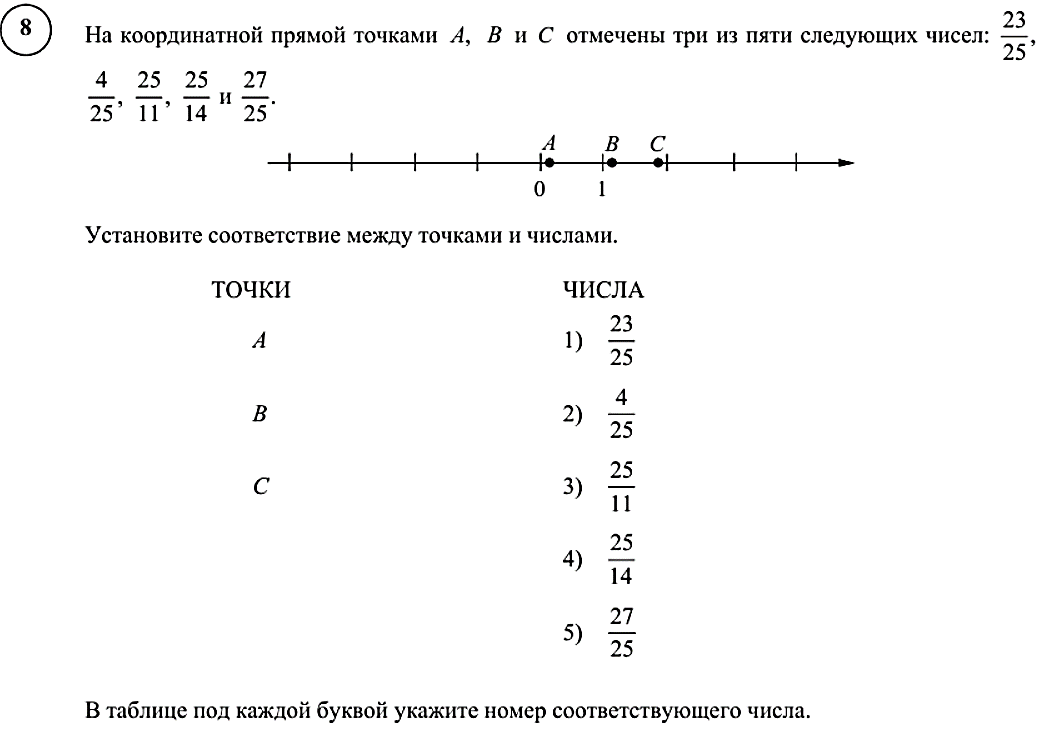 8
На координатной прямой точками A, B и C отмечены три из пяти следующих чисел: 23/25,
4/25, 25/11, 25/14 и 27/25.
A B C
0 1
Установите соответствие между точками и числами.
ТОЧКИ ЧИСЛА
A 1) 23/25
B 2) 4/25
C 3) 25/11
4) 25/14
5) 27/25
В таблице под каждой буквой укажите номер соответствующего числа.